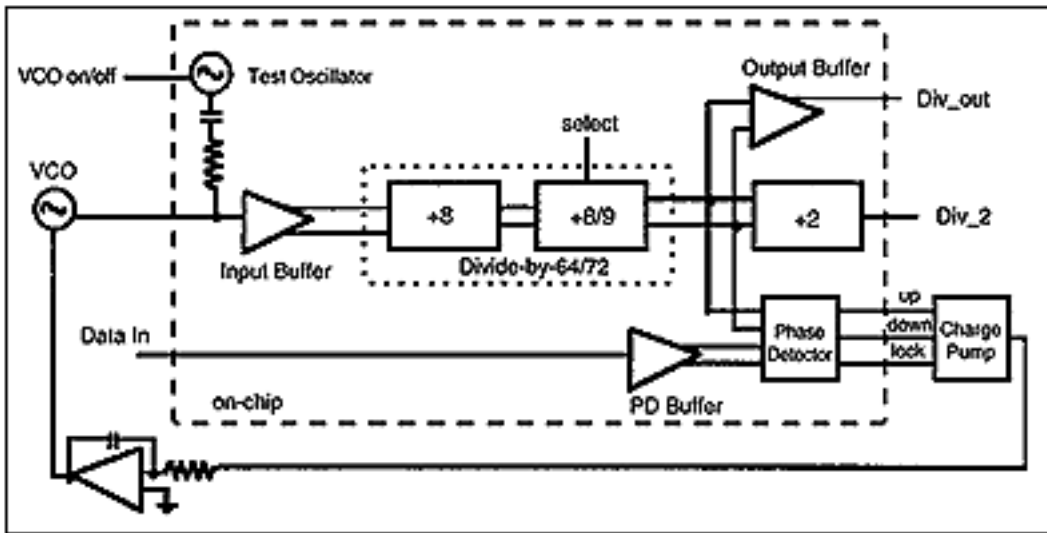 VCO on/off
Test Oscillator
Output Buffer
Div_out
select
VCO
÷8
÷8/9
÷2
Div_2
Input Buffer
Divide-by-64/72
Data In
Phase
Detector
up
down
lock
Charge
Pump
on-chip
PD Buffer